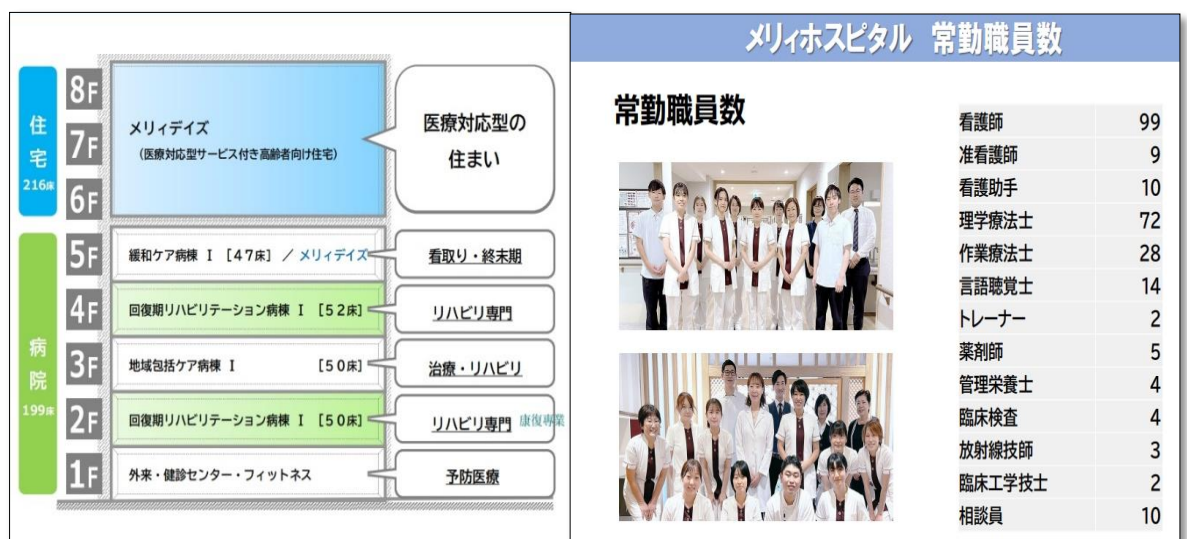 住宅
216床
8F
7F
6F
メリィデイズ
(医療対応型サービス付き高齢者向け住宅)
医療対応型の
住まい
病院
199床
5F
緩和ケア病棟 Ⅰ [47床] / メリィデイズ
看取り・終末期
4F
回復期リハビリテーション病棟 Ⅰ [52床]
リハビリ専門
3F
地域包括ケア病棟 Ⅰ [50床]
治療・リハビリ
2F
回復期リハビリテーション病棟 Ⅰ [50床]
リハビリ専門 康復專業
1F
外来・健診センター・フィットネス
予防医療
メリィホスピタル 常勤職員数
常勤職員数
看護師 99
准看護師 9
看護助手 10
理学療法士 72
作業療法士 28
言語聴覚士 14
トレーナー 2
薬剤師 5
管理栄養士 4
臨床検査 4
放射線技師 3
臨床工学技士 2
相談員 10